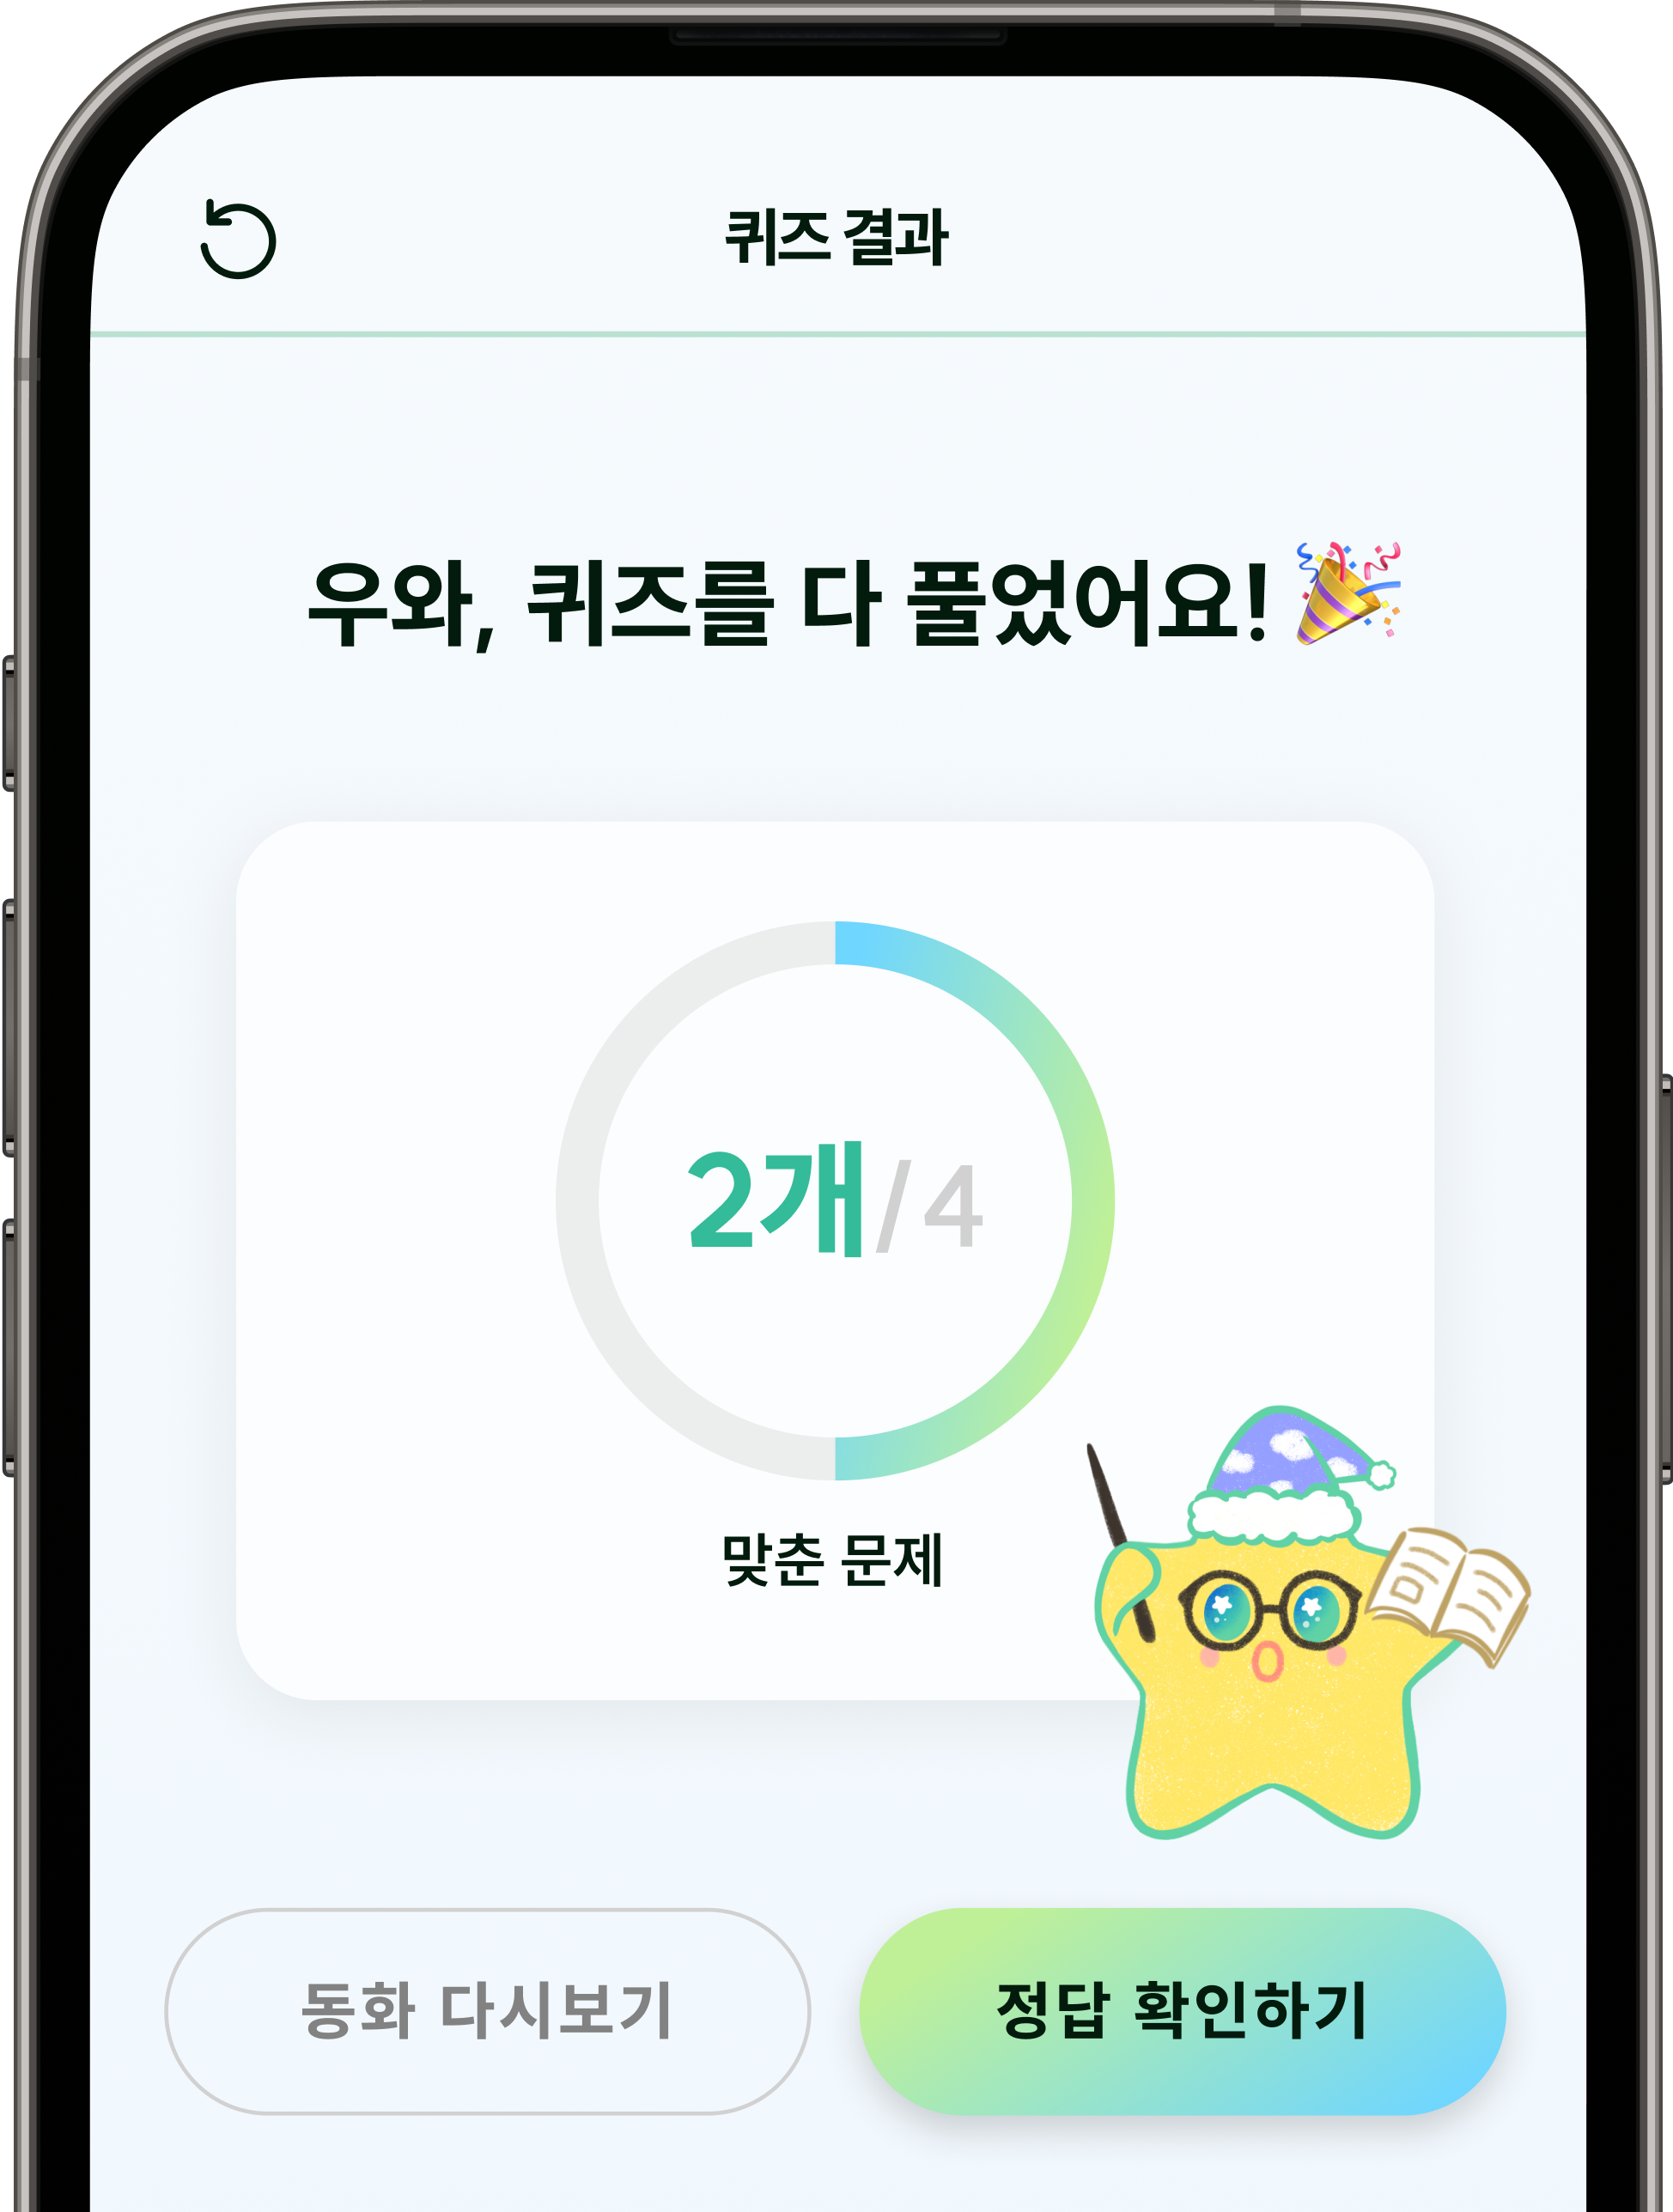 퀴즈 결과
우와, 퀴즈를 다 풀었어요! 🎉
2개/4
맞춘 문제
동화 다시보기
정답 확인하기